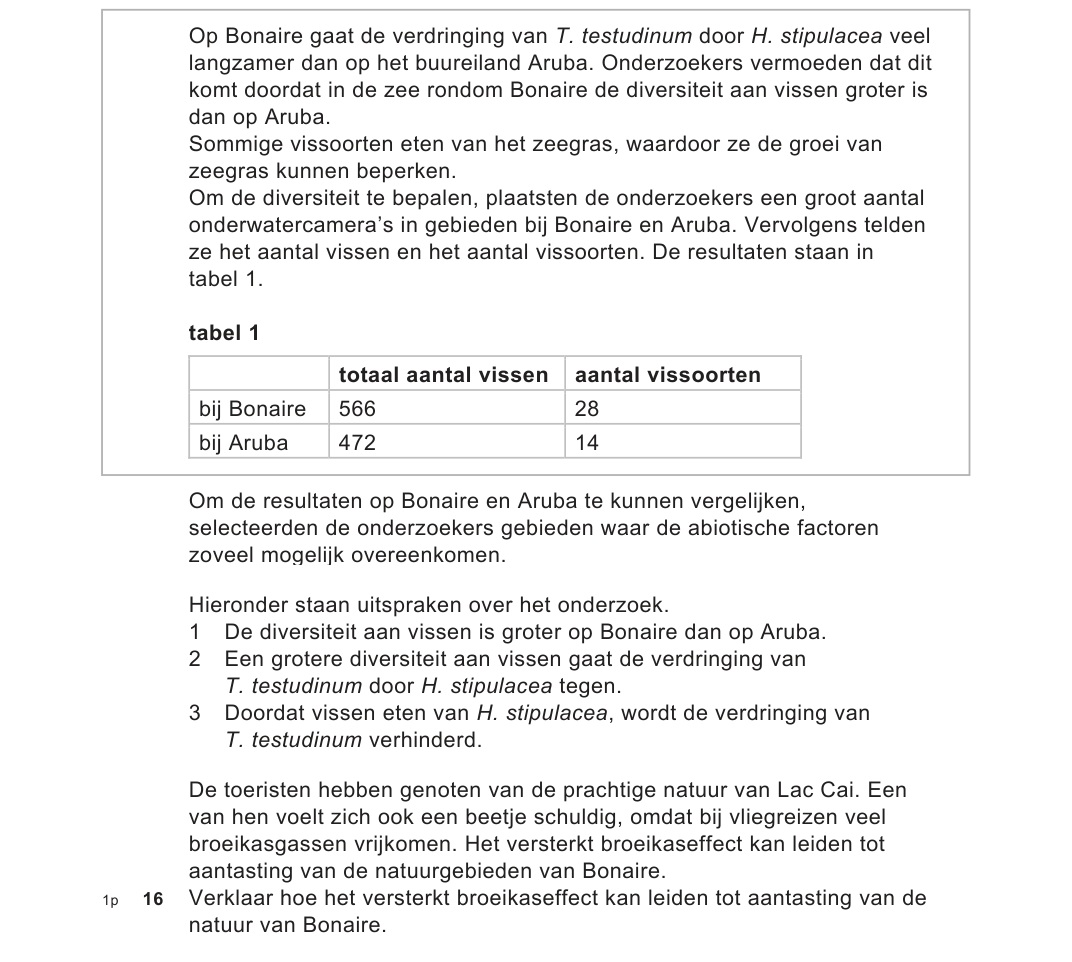 Op Bonaire gaat de verdringing van T. testudinum door H. stipulacea veel
langzamer dan op het buureiland Aruba. Onderzoekers vermoeden dat dit
komt doordat in de zee rondom Bonaire de diversiteit aan vissen groter is
dan op Aruba.
Sommige vissoorten eten van het zeegras, waardoor ze de groei van
zeegras kunnen beperken.
Om de diversiteit te bepalen, plaatsten de onderzoekers een groot aantal
onderwatercamera's in gebieden bij Bonaire en Aruba. Vervolgens telden
ze het aantal vissen en het aantal vissoorten. De resultaten staan in
tabel 1.
tabel 1
totaal aantal vissen aantal vissoorten
bij Bonaire 566 28
bij Aruba 472 14
Om de resultaten op Bonaire en Aruba te kunnen vergelijken,
selecteerden de onderzoekers gebieden waar de abiotische factoren
zoveel mogelijk overeenkomen.
Hieronder staan uitspraken over het onderzoek.
1 De diversiteit aan vissen is groter op Bonaire dan op Aruba.
2 Een grotere diversiteit aan vissen gaat de verdringing van
T. testudinum door H. stipulacea tegen.
3 Doordat vissen eten van H. stipulacea, wordt de verdringing van
T. testudinum verhinderd.
De toeristen hebben genoten van de prachtige natuur van Lac Cai. Een
van hen voelt zich ook een beetje schuldig, omdat bij vliegreizen veel
broeikasgassen vrijkomen. Het versterkt broeikaseffect kan leiden tot
aantasting van de natuurgebieden van Bonaire.
1p 16 Verklaar hoe het versterkt broeikaseffect kan leiden tot aantasting van de
natuur van Bonaire.